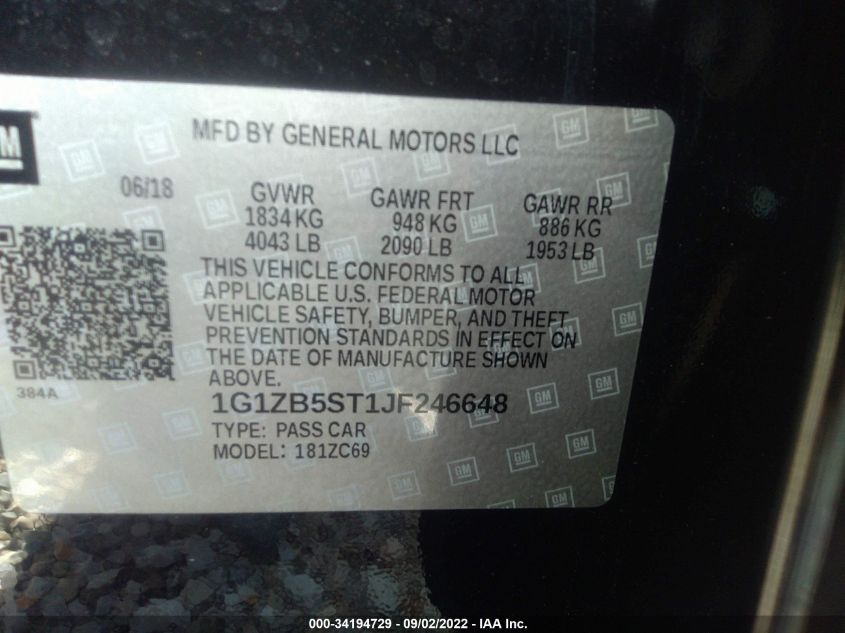 GM
MFD BY GENERAL MOTORS LLC
06/18
GVWR GAWR FRT GAWR RR
1834 KG 948 KG 886 KG
4043 LB 2090 LB 1953 LB
THIS VEHICLE CONFORMS TO ALL
APPLICABLE U.S. FEDERAL MOTOR
VEHICLE SAFETY, BUMPER, AND THEFT
PREVENTION STANDARDS IN EFFECT ON
THE DATE OF MANUFACTURE SHOWN
ABOVE.
384A
1G1ZB5ST1JF246648
TYPE: PASS CAR
MODEL: 181ZC69
000-34194729 - 09/02/2022 - IAA Inc.